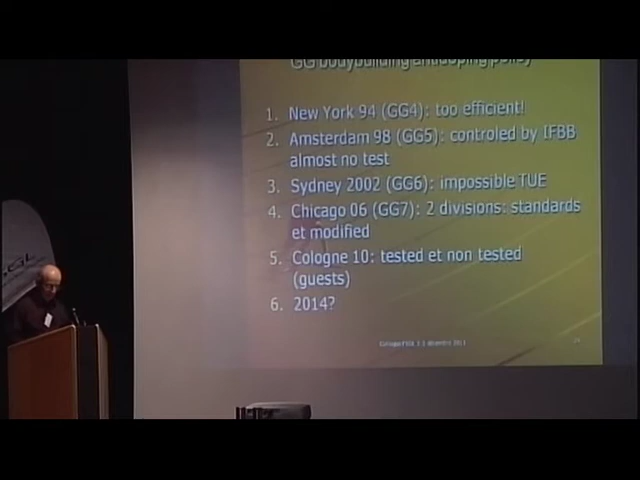 GG bodybuilding antidoping policy
1. New York 94 (GG4): too efficient!
2. Amsterdam 98 (GG5): controled by IFBB
almost no test
3. Sydney 2002 (GG6): impossible TUE
4. Chicago 06 (GG7): 2 divisions: standards
et modified
5. Cologne 10: tested et non tested
(guests)
6. 2014?